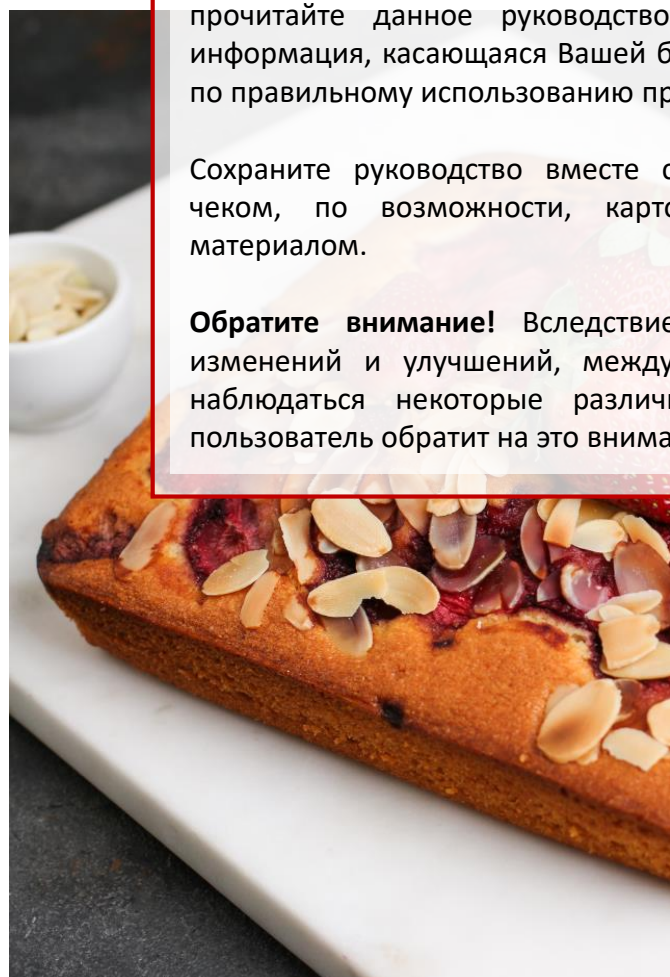 прочитайте данное руководство
информация, касающаяся Вашей б
по правильному использованию пр
Сохраните руководство вместе с
чеком, по возможности, карто
материалом.
Обратите внимание! Вследствие
изменений и улучшений, между
наблюдаться некоторые различ
пользователь обратит на это внима